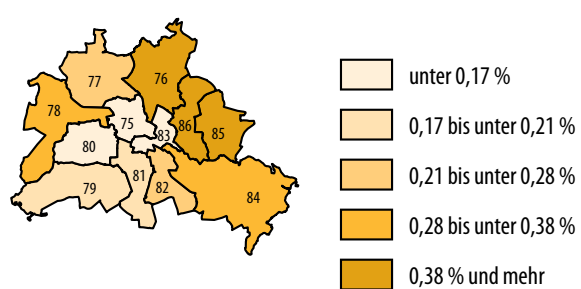 76
77
78
75
83
86
85
80
81
79
82
84
unter 0,17 %
0,17 bis unter 0,21 %
0,21 bis unter 0,28 %
0,28 bis unter 0,38 %
0,38 % und mehr